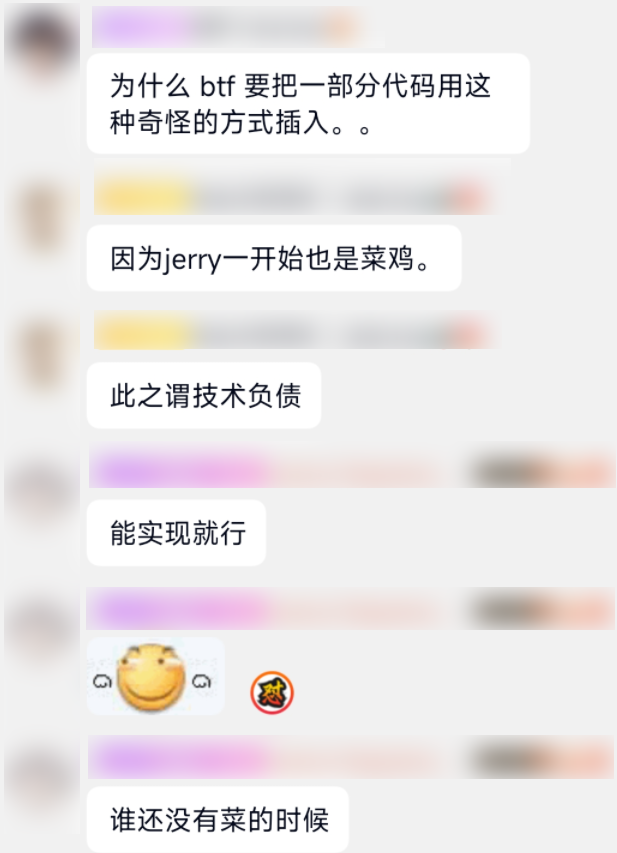 为什么 btf 要把一部分代码用这
种奇怪的方式插入。。
因为jerry一开始也是菜鸡。
此之谓技术负债
能实现就行
怼
谁还没有菜的时候